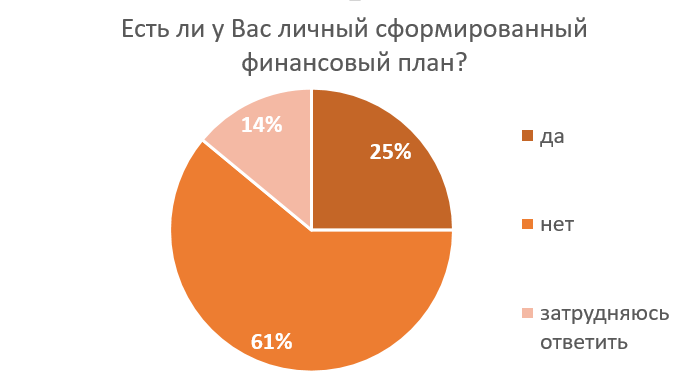 Есть ли у Вас личный сформированный
финансовый план?
14%
25%
61%
да
нет
затрудняюсь
ответить